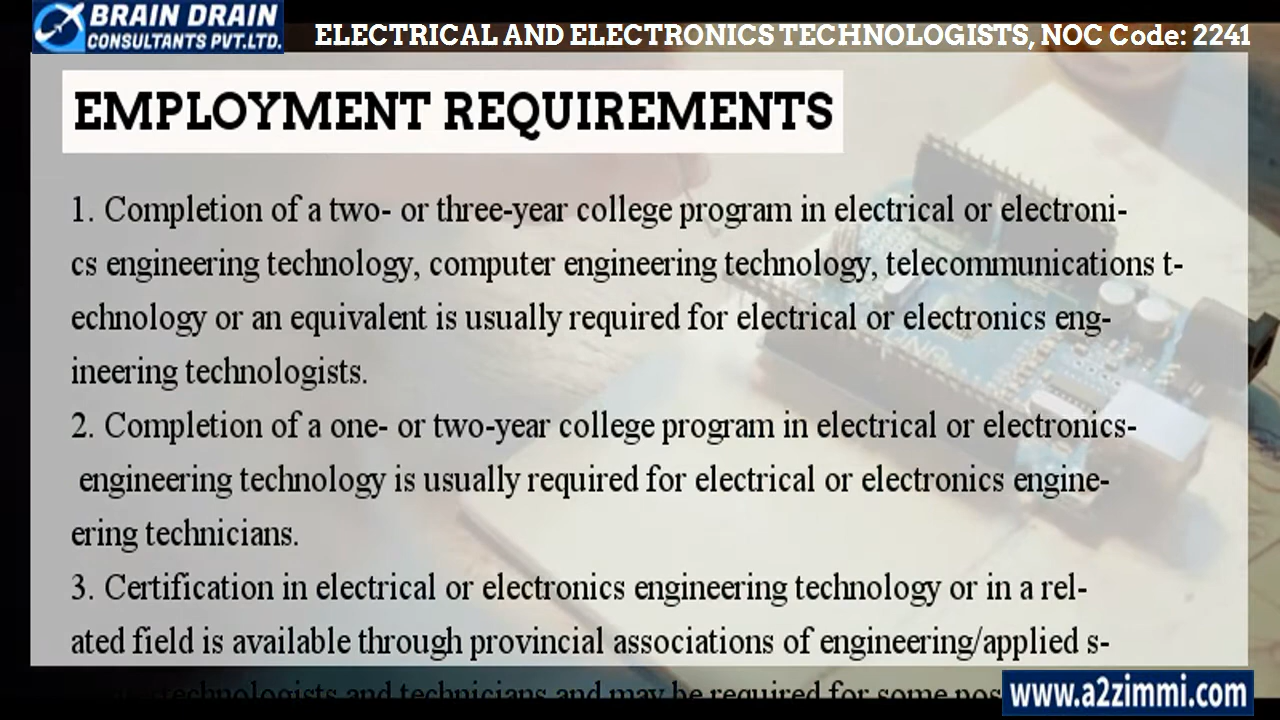 BRAIN DRAIN
CONSULTANTS PVT.LTD.
ELECTRICAL AND ELECTRONICS TECHNOLOGISTS, NOC Code: 2241
EMPLOYMENT REQUIREMENTS
1. Completion of a two- or three-year college program in electrical or electroni-
cs engineering technology, computer engineering technology, telecommunications t-
echnology or an equivalent is usually required for electrical or electronics eng-
ineering technologists.
2. Completion of a one- or two-year college program in electrical or electronics-
engineering technology is usually required for electrical or electronics engine-
ering technicians.
3. Certification in electrical or electronics engineering technology or in a rel-
ated field is available through provincial associations of engineering/applied s-
technologists and technicians and may be required for some pos
www.a2zimmi.com